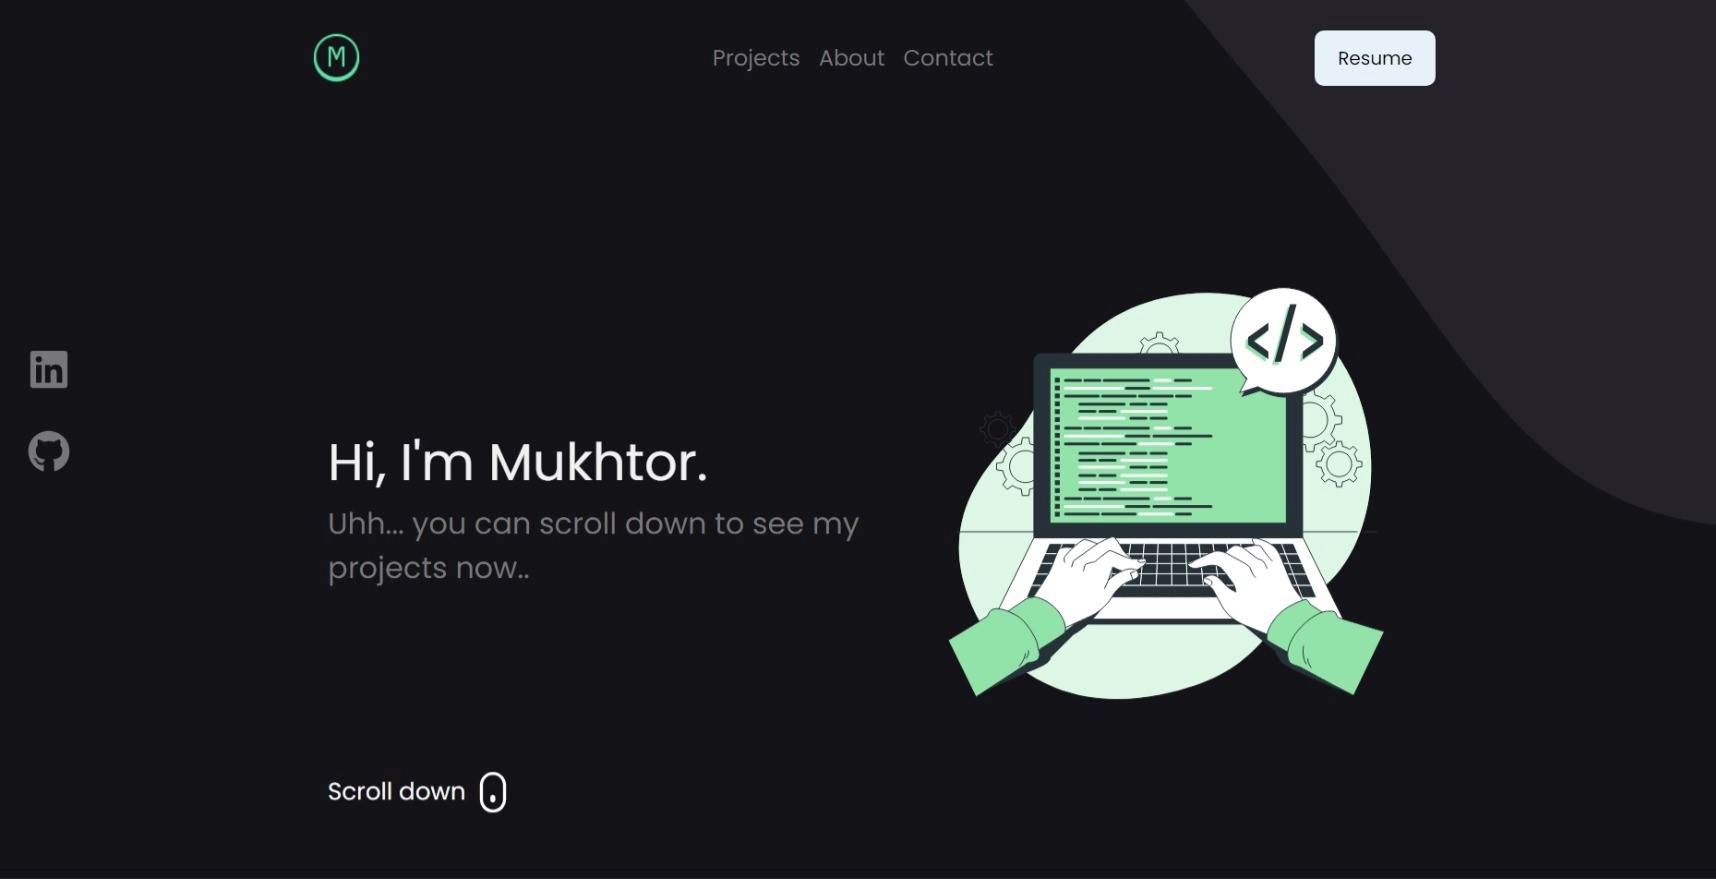 M
Projects About Contact
Resume
</>
in
Hi, I'm Mukhtor.
Uhh... you can scroll down to see my
projects now..
Scroll down